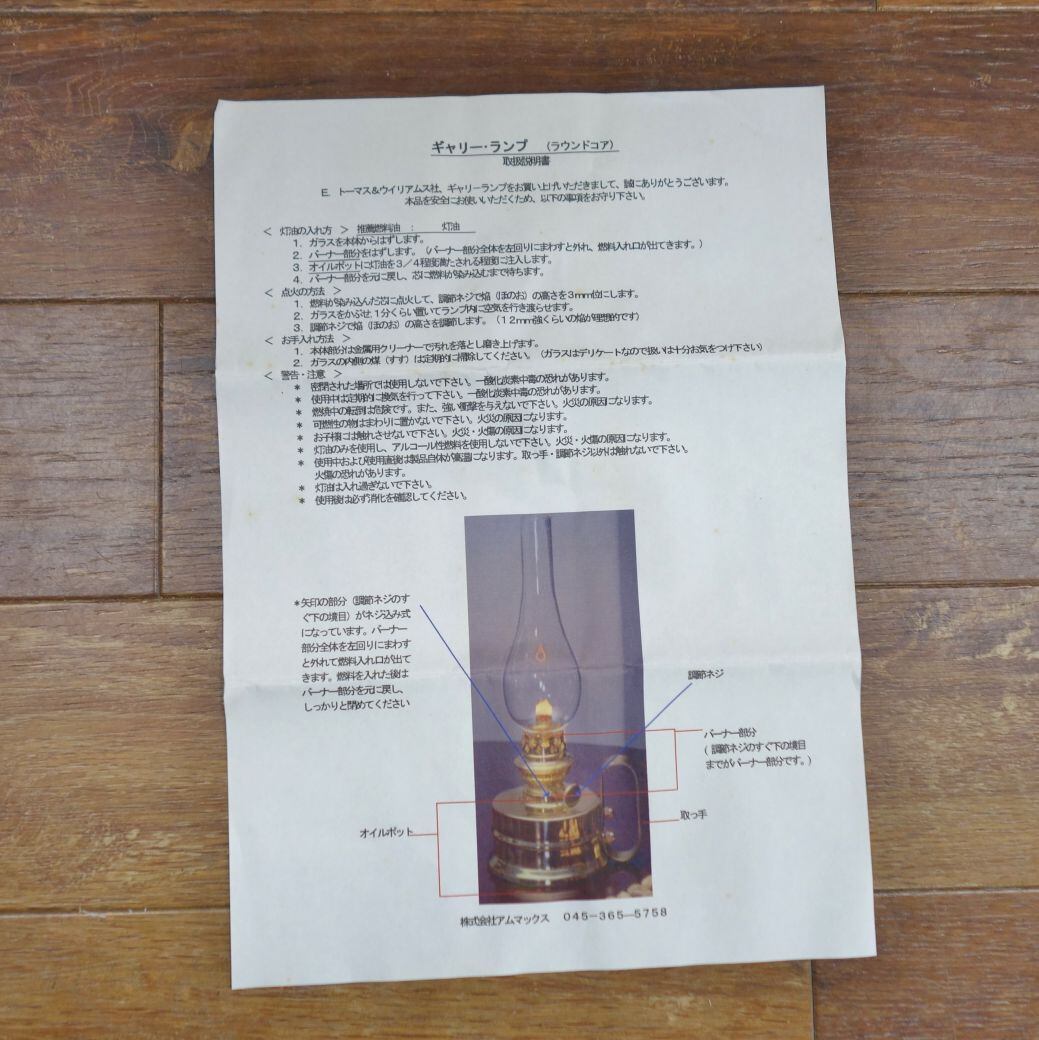 ギャリー・ランプ （ラウンドコア）
取扱説明書
E. トーマス＆ウイリアムス社、ギャリーランプをお買い上げいただきまして、誠にありがとうございます。
本品を安全にお使いいただくため、以下の事項をお守り下さい。
＜ 灯油の入れ方 ＞ 推薦燃料油 ： 灯油
1. ガラスを本体からはずします。
2. バーナー部分をはずします。（バーナー部分全体を左回りにまわすと外れ、燃料入れ口が出てきます。）
3. オイルポットに灯油を３／４程度満たされる程度に注入します。
4. バーナー部分を元に戻し、芯に燃料が染み込むまで待ちます。
＜ 点火の方法 ＞
1. 燃料が染み込んだ芯に点火して、調節ネジで焔（ほのお）の高さを３ｍｍ位にします。
2. ガラスをかぶせ、１分くらい置いてランプ内に空気を行き渡らせます。
3. 調節ネジで焔（ほのお）の高さを調節します。（１２ｍｍ強くらいの焔が理想的です）
＜ お手入れ方法 ＞
1. 本体部分は金属用クリーナーで汚れを落とし磨き上げます。
2. ガラスの内側の煤（すす）は定期的に掃除してください。（ガラスはデリケートなので扱いは十分お気をつけ下さい）
＜ 警告・注意 ＞
＊ 密閉された場所では使用しないで下さい。一酸化炭素中毒の恐れがあります。
＊ 使用中は定期的に換気を行って下さい。一酸化炭素中毒の恐れがあります。
＊ 燃焼中の転倒は危険です。また、強い衝撃を与えないで下さい。火災の原因になります。
＊ 可燃性の物はまわりに置かないで下さい。火災の原因になります。
＊ お子様には触れさせないで下さい。火災・火傷の原因になります。
＊ 灯油のみを使用し、アルコール性燃料を使用しないで下さい。火災・火傷の原因になります。
＊ 使用中および使用直後は製品自体が高温になります。取っ手・調節ネジ以外は触れないで下さい。
火傷の恐れがあります。
＊ 灯油は入れ過ぎないで下さい。
＊ 使用後は必ず消化を確認してください。
＊矢印の部分（調節ネジのす
ぐ下の境目）がネジ込み式
になっています。バーナー
部分全体を左回りにまわす
と外れて燃料入れ口が出て
きます。燃料を入れた後は
バーナー部分を元に戻し、
しっかりと閉めてください
調節ネジ
バーナー部分
（調節ネジのすぐ下の境目
までがバーナー部分です。）
取っ手
オイルポット
株式会社アムマックス ０４５－３６５－５７５８